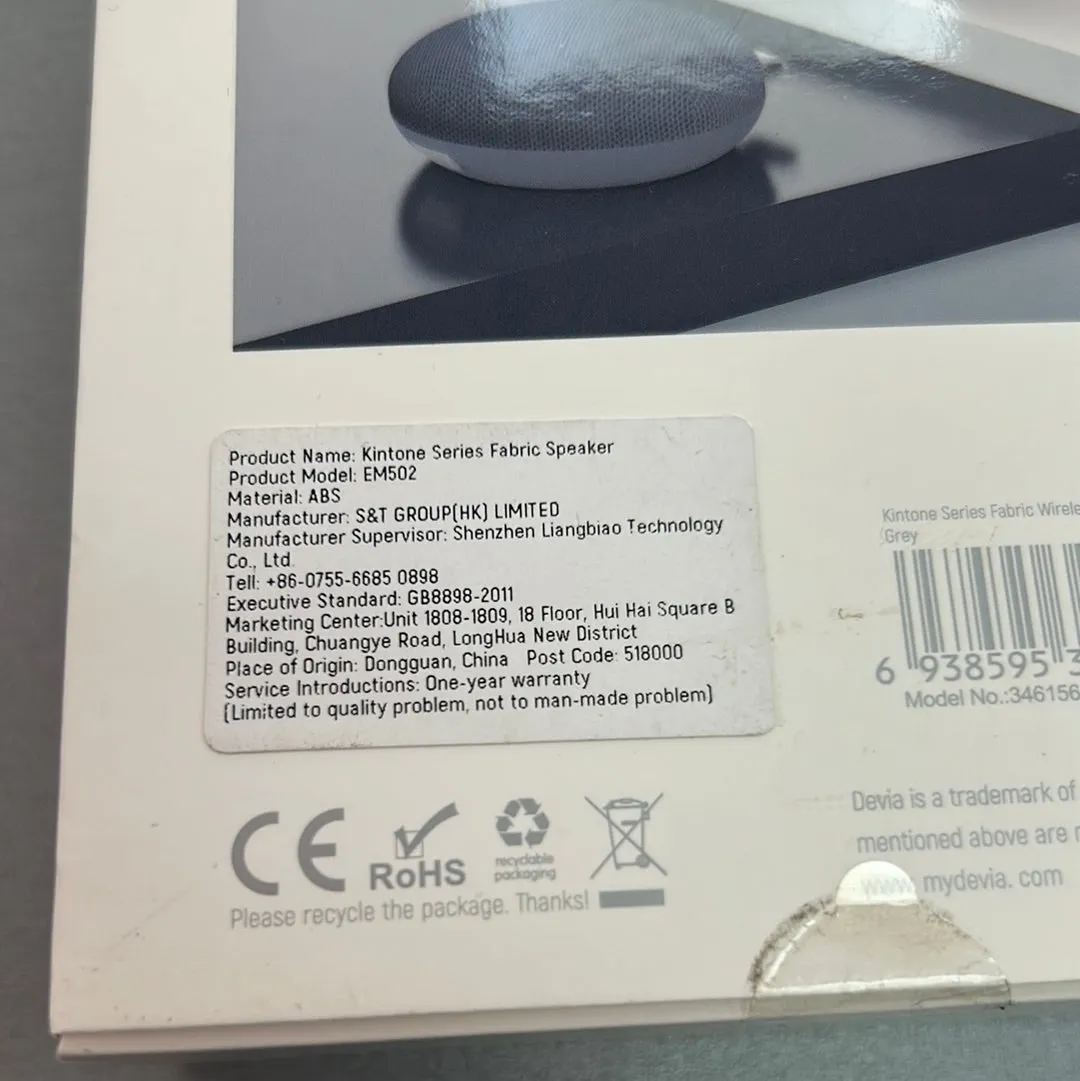 Product Name: Kintone Series Fabric Speaker
Product Model: EM502
Material: ABS
Manufacturer: S&T GROUP(HK) LIMITED
Manufacturer Supervisor: Shenzhen Liangbiao Technology
Co., Ltd.
Tell: +86-0755-6685 0898
Executive Standard: GB8898-2011
Marketing Center:Unit 1808-1809, 18 Floor, Hui Hai Square B
Building, Chuangye Road, LongHua New District
Place of Origin: Dongguan, China Post Code: 518000
Service Introductions: One-year warranty
(Limited to quality problem, not to man-made problem)
Kintone Series Fabric Wirele
Grey
6 938595 3
Model No.:346156
CE
RoHS
recyclable
packaging
Please recycle the package. Thanks!
Devia is a trademark of
mentioned above are
www. mydevia. com